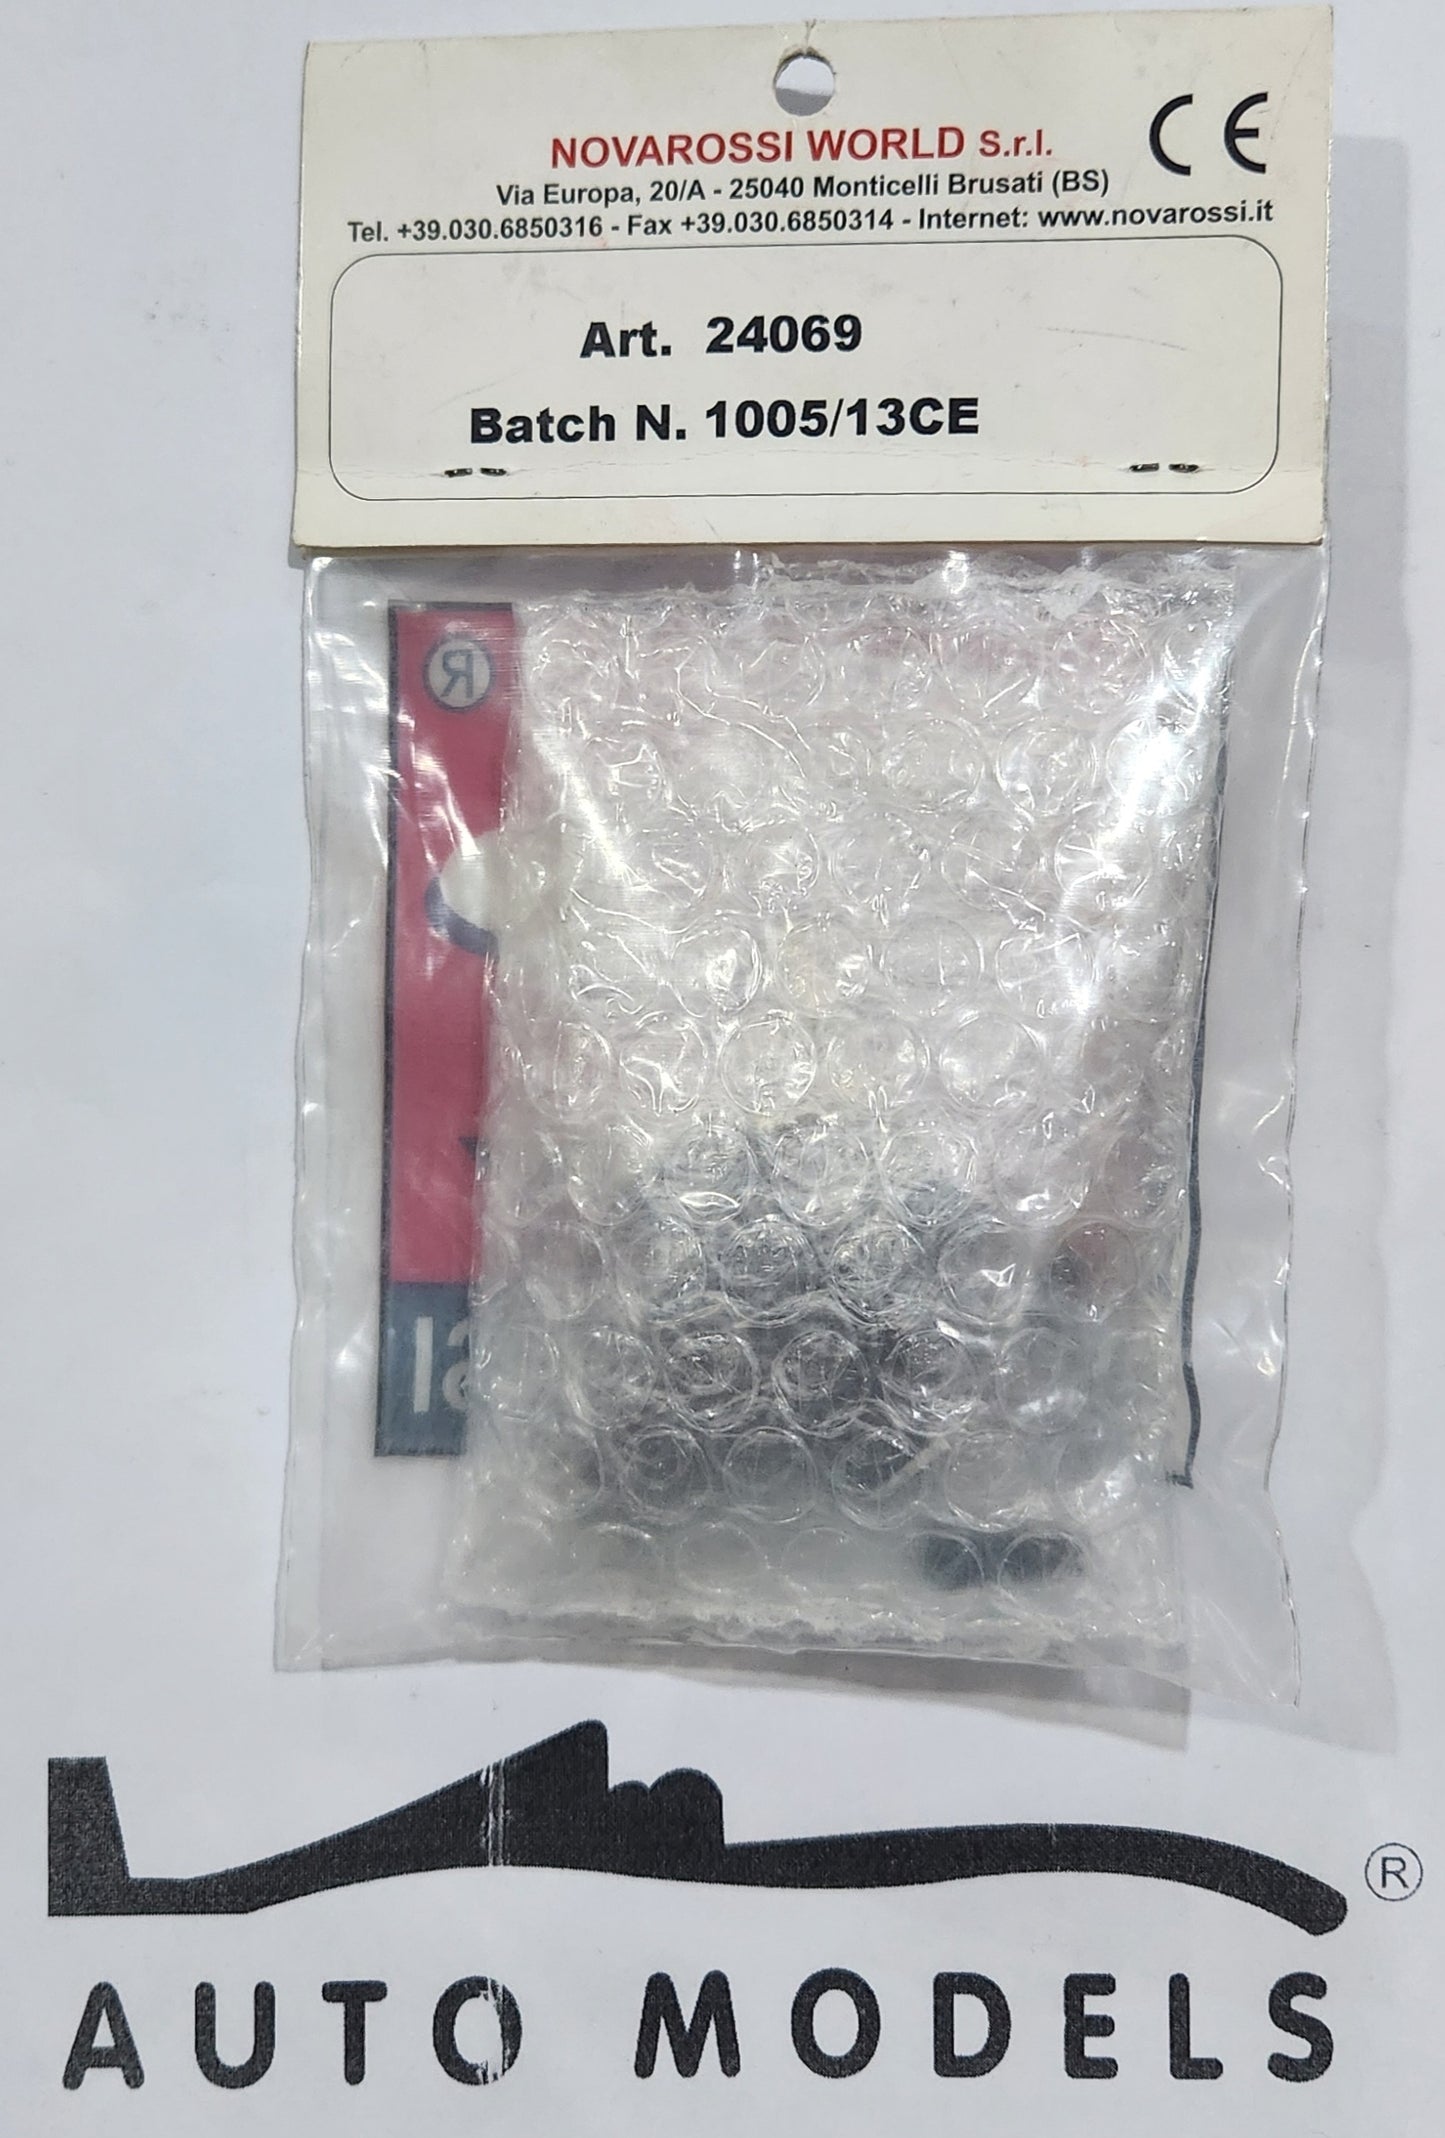 NOVAROSSI WORLD S.r.l.
CE
Via Europa, 20/A - 25040 Monticelli Brusati (BS)
Tel. +39.030.6850316 - Fax +39.030.6850314 - Internet: www.novarossi.it
Art. 24069
Batch N. 1005/13CE
®
®
AUTO MODELS